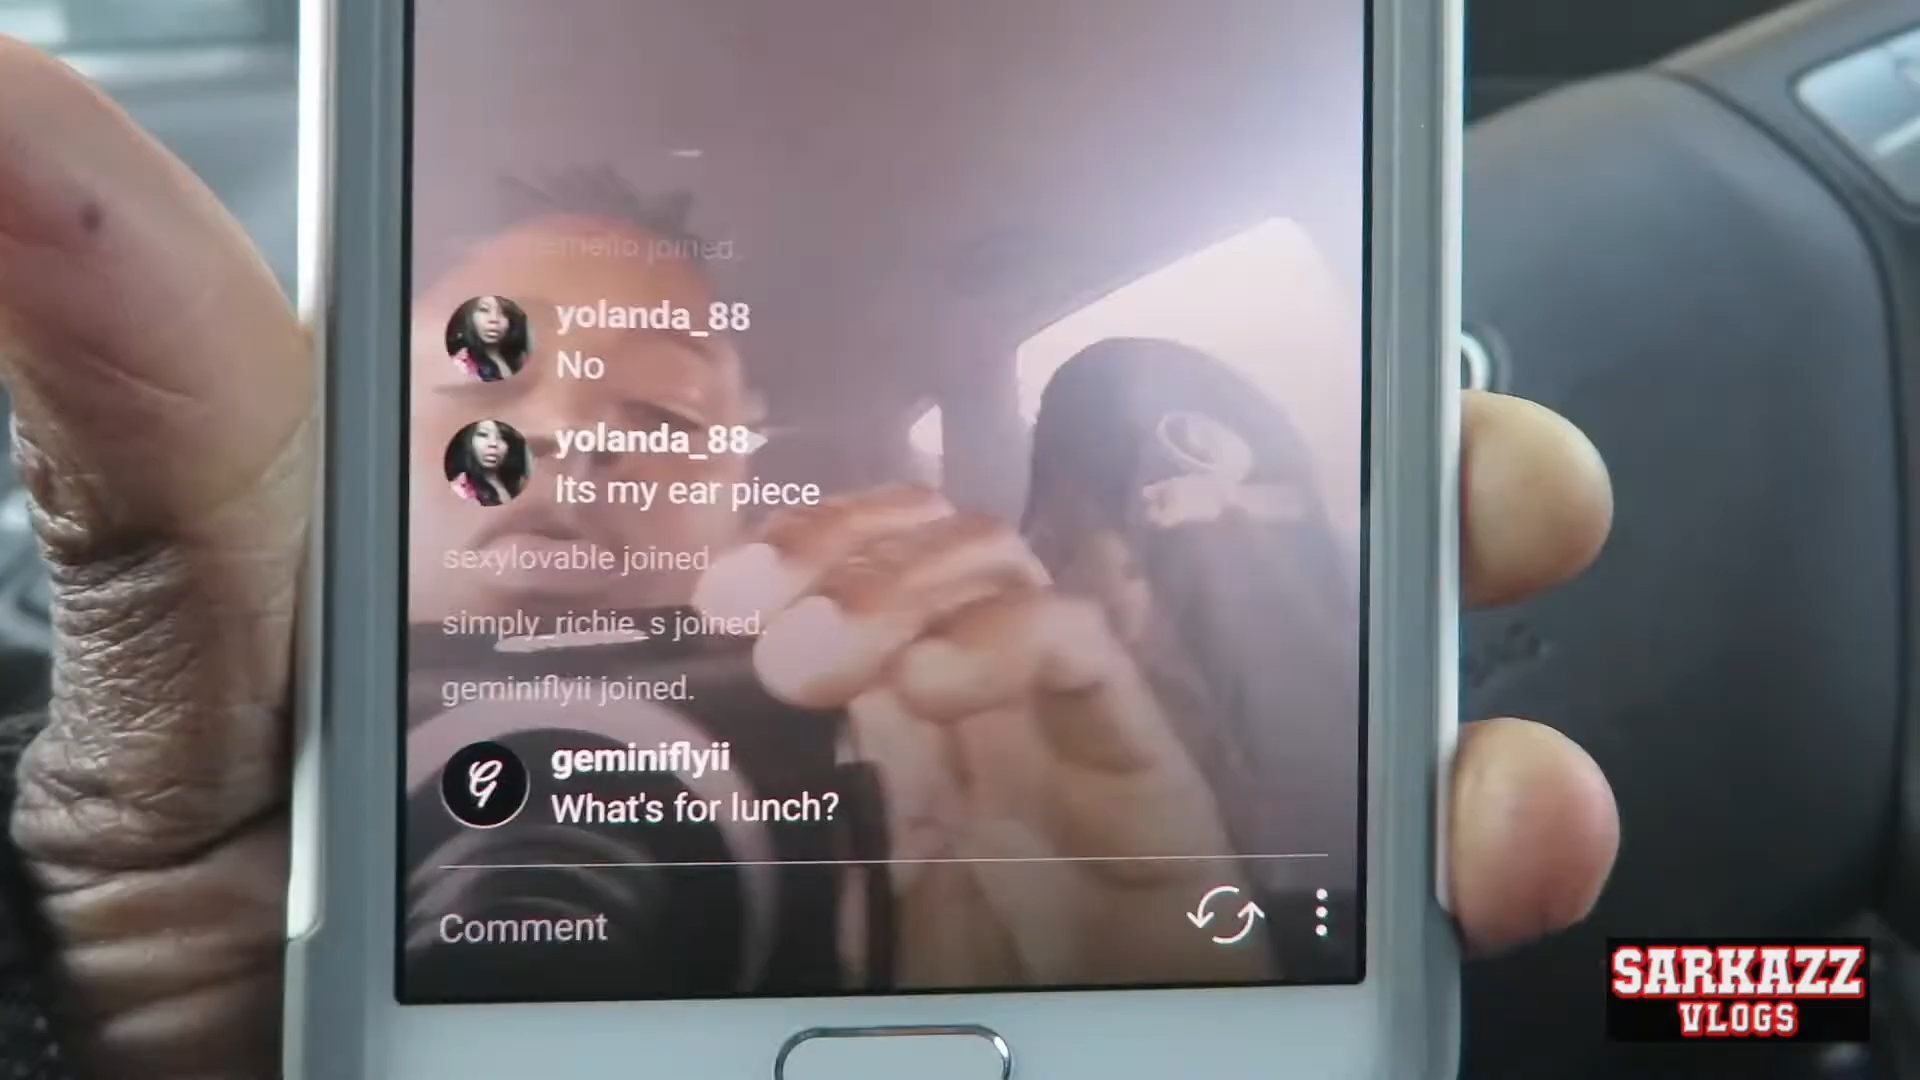 joined.
yolanda_88
No
yolanda_88
Its my ear piece
sexylovable joined.
simply_richie_s joined.
geminiflyii joined.
geminiflyii
What's for lunch?
Comment
SARKAZZ
VLOGS